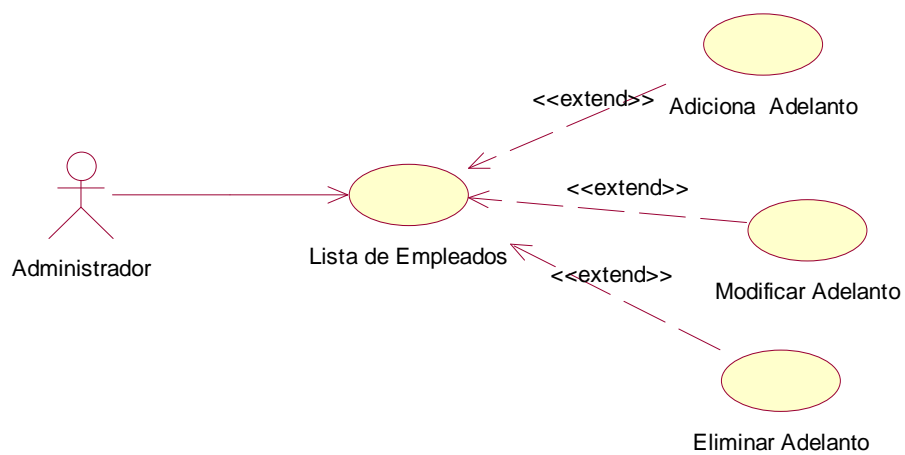 <<extend>>
Adiciona Adelanto
<<extend>>
Administrador
Lista de Empleados
<<extend>>
Modificar Adelanto
Eliminar Adelanto